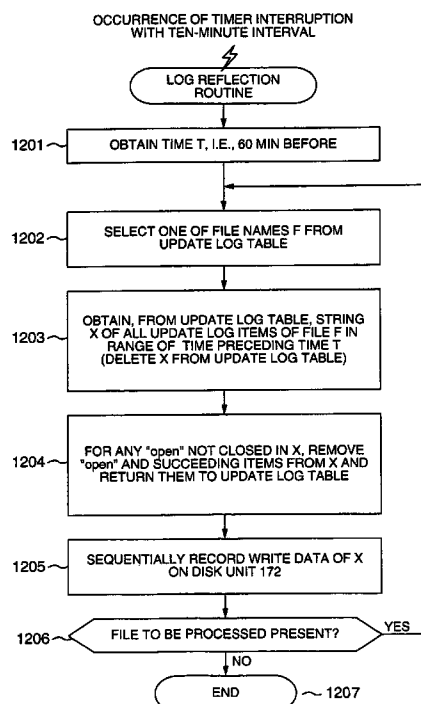 OCCURRENCE OF TIMER INTERRUPTION
WITH TEN-MINUTE INTERVAL
LOG REFLECTION
ROUTINE
1201
OBTAIN TIME T, I.E., 60 MIN BEFORE
1202
SELECT ONE OF FILE NAMES F FROM
UPDATE LOG TABLE
1203
OBTAIN, FROM UPDATE LOG TABLE, STRING
X OF ALL UPDATE LOG ITEMS OF FILE F IN
RANGE OF TIME PRECEDING TIME T
(DELETE X FROM UPDATE LOG TABLE)
1204
FOR ANY "open" NOT CLOSED IN X, REMOVE
"open" AND SUCCEEDING ITEMS FROM X AND
RETURN THEM TO UPDATE LOG TABLE
1205
SEQUENTIALLY RECORD WRITE DATA OF X
ON DISK UNIT 172
1206
FILE TO BE PROCESSED PRESENT?
YES
NO
END
1207